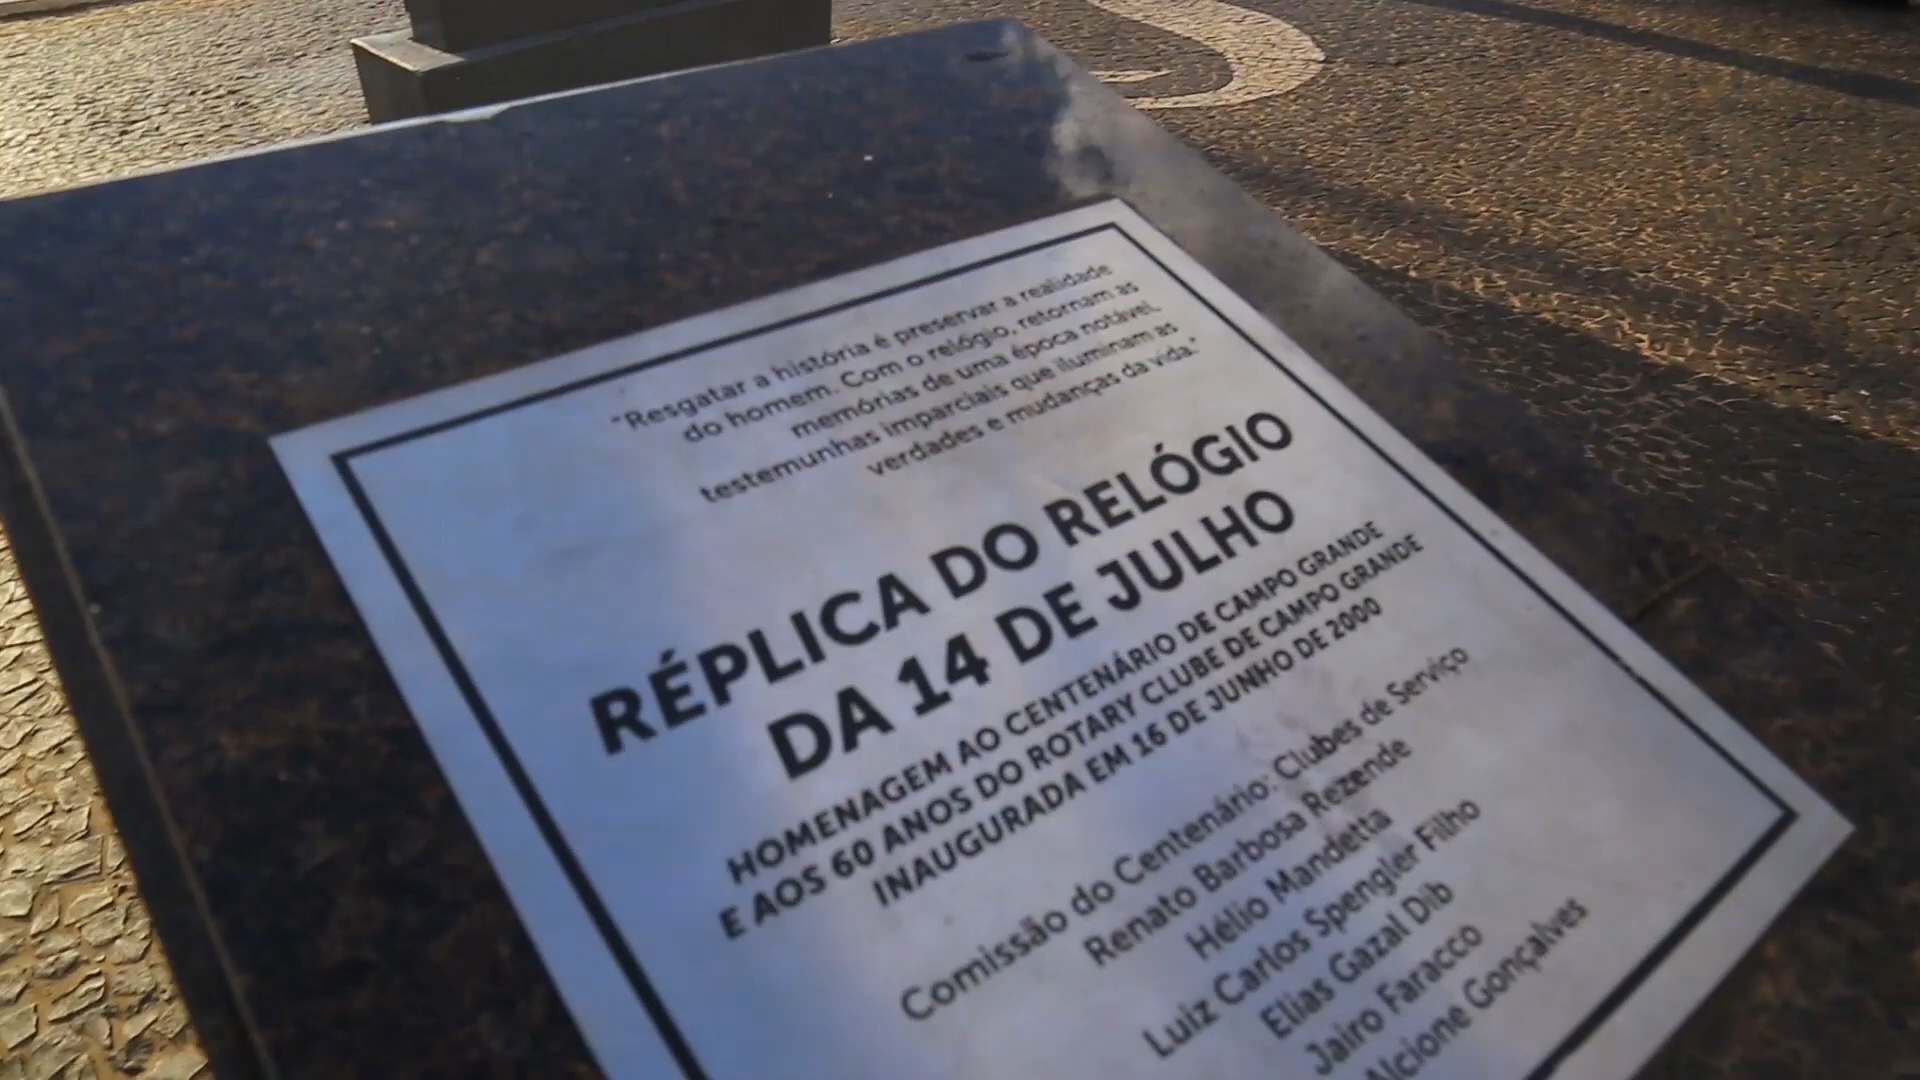 "Resgatar a história é preservar a realidade
do homem. Com o relógio, retornam as
memórias de uma época notável,
testemunhas imparciais que iluminam as
verdades e mudanças da vida."
RÉPLICA DO RELÓGIO
DA 14 DE JULHO
HOMENAGEM AO CENTENÁRIO DE CAMPO GRANDE
E AOS 60 ANOS DO ROTARY CLUBE DE CAMPO GRANDE
INAUGURADA EM 16 DE JUNHO DE 2000
Comissão do Centenário: Clubes de Serviço
Renato Barbosa Rezende
Hélio Mandetta
Luiz Carlos Spengler Filho
Elias Gazal Dib
Jairo Faracco
Alcione Gonçalves